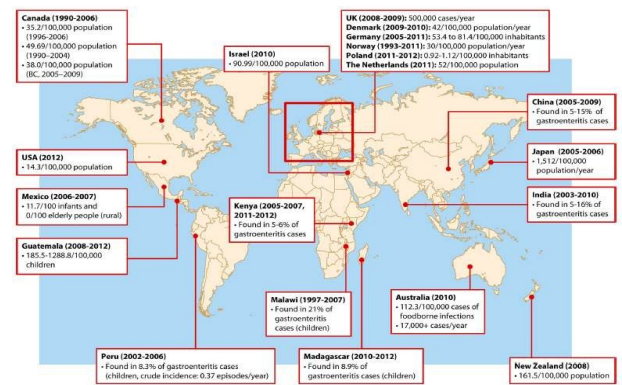 Canada (1990-2006)
• 35.2/100,000 population
(1996-2006)
• 49.69/100,000 population
(1990–2004)
• 38.0/100,000 population
(BC, 2005–2009)
Israel (2010)
• 90.99/100,000 population
UK (2008-2009): 500,000 cases/year
Denmark (2009-2010): 42/100,000 population/year
Germany (2005-2011): 53.4 to 81.4/100,000 inhabitants
Norway (1993-2011): 30/100,000 population/year
Poland (2011-2012): 0.92-1.12/100,000 inhabitants
The Netherlands (2011): 52/100,000 population
China (2005-2009)
• Found in 5-15% of
gastroenteritis cases
USA (2012)
• 14.3/100,000 population
Japan (2005-2006)
• 1,512/100,000
population/year
Mexico (2006-2007)
• 11.7/100 infants and
0/100 elderly people (rural)
Kenya (2005-2007,
2011-2012)
• Found in 5-6% of
gastroenteritis cases
India (2003-2010)
• Found in 5-16% of
gastroenteritis cases
Guatemala (2008-2012)
• 185.5-1288.8/100,000
children
Malawi (1997-2007)
• Found in 21% of
gastroenteritis
cases (children)
Australia (2010)
• 112.3/100,000 cases of
foodborne infections
• 17,000+ cases/year
Peru (2002-2006)
• Found in 8.3% of gastroenteritis cases
(children, crude incidence: 0.37 episodes/year)
Madagascar (2010-2012)
• Found in 8.9% of
gastroenteritis cases (children)
New Zealand (2008)
• 161.5/100,000 population